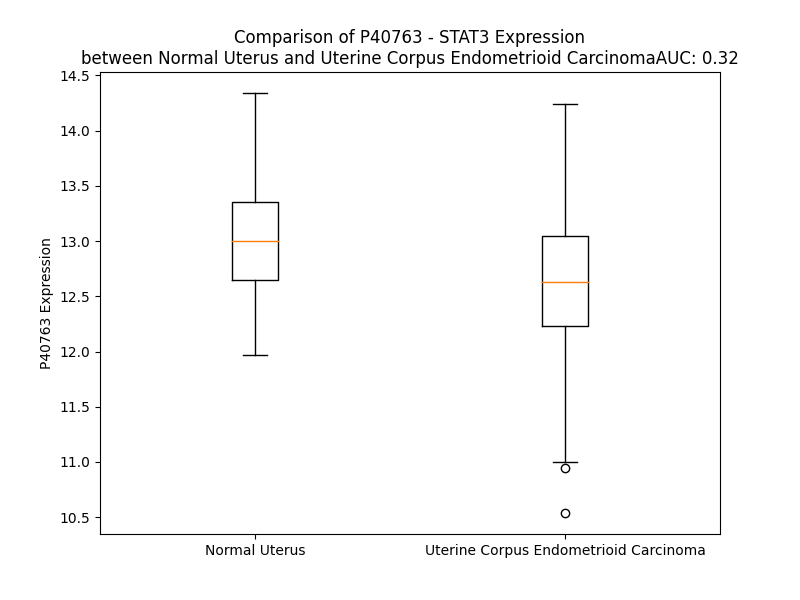 Comparison of P40763 - STAT3 Expression
between Normal Uterus and Uterine Corpus Endometrioid CarcinomaAUC: 0.32
14.5
14.0
13.5
13.0
12.5
12.0
11.5
11.0
10.5
P40763 Expression
Normal Uterus
Uterine Corpus Endometrioid Carcinoma